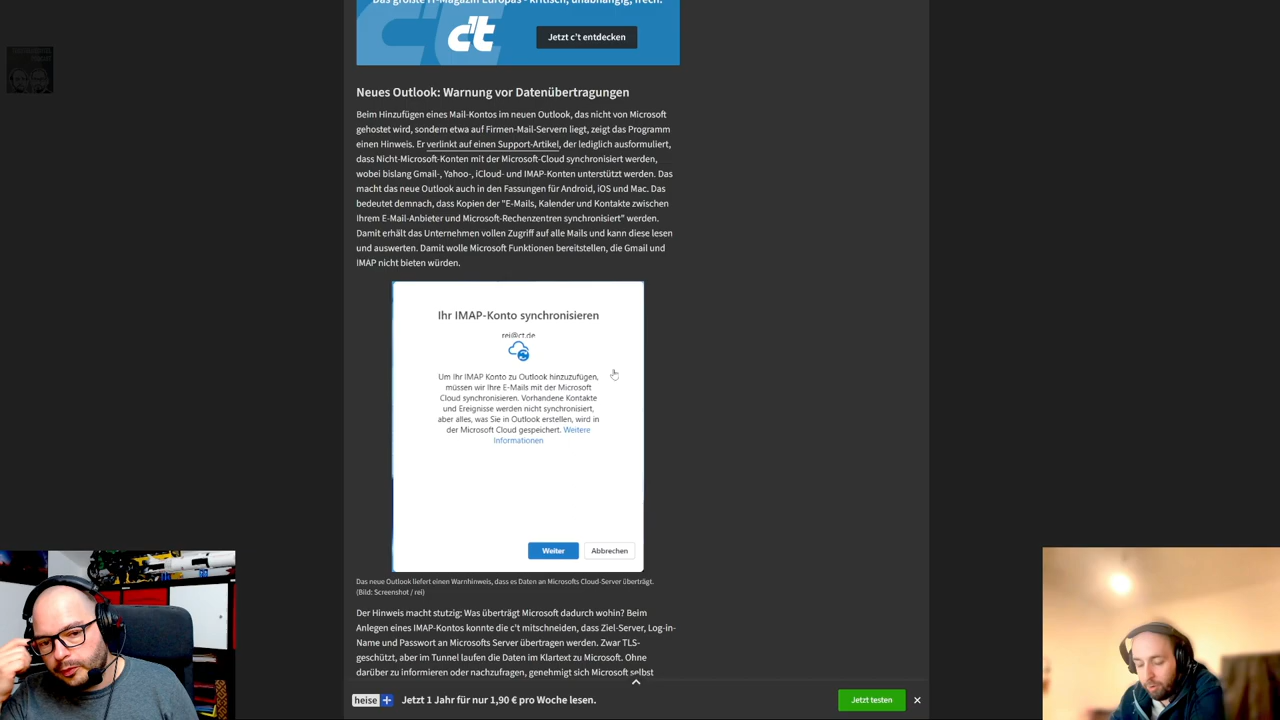 Das größte IT-Magazin Europas - kritisch, unabhängig, frech.
c't
Jetzt c't entdecken
Neues Outlook: Warnung vor Datenübertragungen
Beim Hinzufügen eines Mail-Kontos im neuen Outlook, das nicht von Microsoft
gehostet wird, sondern etwa auf Firmen-Mail-Servern liegt, zeigt das Programm
einen Hinweis. Er verlinkt auf einen Support-Artikel, der lediglich ausformuliert,
dass Nicht-Microsoft-Konten mit der Microsoft-Cloud synchronisiert werden,
wobei bislang Gmail-, Yahoo-, iCloud- und IMAP-Konten unterstützt werden. Das
macht das neue Outlook auch in den Fassungen für Android, iOS und Mac. Das
bedeutet demnach, dass Kopien der "E-Mails, Kalender und Kontakte zwischen
Ihrem E-Mail-Anbieter und Microsoft-Rechenzentren synchronisiert" werden.
Damit erhält das Unternehmen vollen Zugriff auf alle Mails und kann diese lesen
und auswerten. Damit wolle Microsoft Funktionen bereitstellen, die Gmail und
IMAP nicht bieten würden.
Ihr IMAP-Konto synchronisieren
rei@ct.de
Um Ihr IMAP Konto zu Outlook hinzuzufügen,
müssen wir Ihre E-Mails mit der Microsoft
Cloud synchronisieren. Vorhandene Kontakte
und Ereignisse werden nicht synchronisiert,
aber alles, was Sie in Outlook erstellen, wird in
der Microsoft Cloud gespeichert. Weitere
Informationen
Weiter
Abbrechen
Das neue Outlook liefert einen Warnhinweis, dass es Daten an Microsofts Cloud-Server überträgt.
(Bild: Screenshot / rei)
Der Hinweis macht stutzig: Was überträgt Microsoft dadurch wohin? Beim
Anlegen eines IMAP-Kontos konnte die c't mitschneiden, dass Ziel-Server, Log-in-
Name und Passwort an Microsofts Server übertragen werden. Zwar TLS-
geschützt, aber im Tunnel laufen die Daten im Klartext zu Microsoft. Ohne
darüber zu informieren oder nachzufragen, genehmigt sich Microsoft selbst
heise+ Jetzt 1 Jahr für nur 1,90 € pro Woche lesen.
Jetzt testen